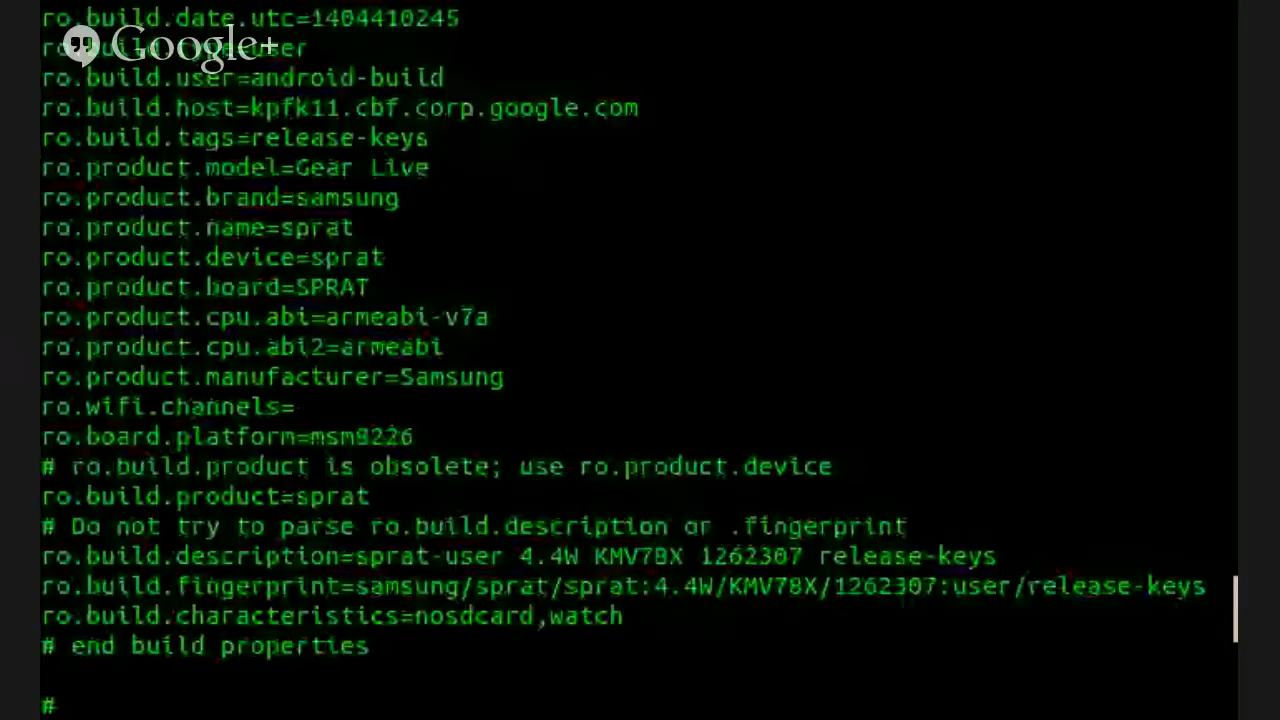 ro.build.date.utc=1404410245
Google+
ro.build.type=user
ro.build.user=android-build
ro.build.host=kpfk11.cbf.corp.google.com
ro.build.tags=release-keys
ro.product.model=Gear Live
ro.product.brand=samsung
ro.product.name=sprat
ro.product.device=sprat
ro.product.board=SPRAT
ro.product.cpu.abi=armeabi-v7a
ro.product.cpu.abi2=armeabi
ro.product.manufacturer=Samsung
ro.wifi.channels=
ro.board.platform=msm8226
# ro.build.product is obsolete; use ro.product.device
ro.build.product=sprat
# Do not try to parse ro.build.description or .fingerprint
ro.build.description=sprat-user 4.4W KMV78X 1262307 release-keys
ro.build.fingerprint=samsung/sprat/sprat:4.4W/KMV78X/1262307:user/release-keys
ro.build.characteristics=nosdcard,watch
# end build properties
#